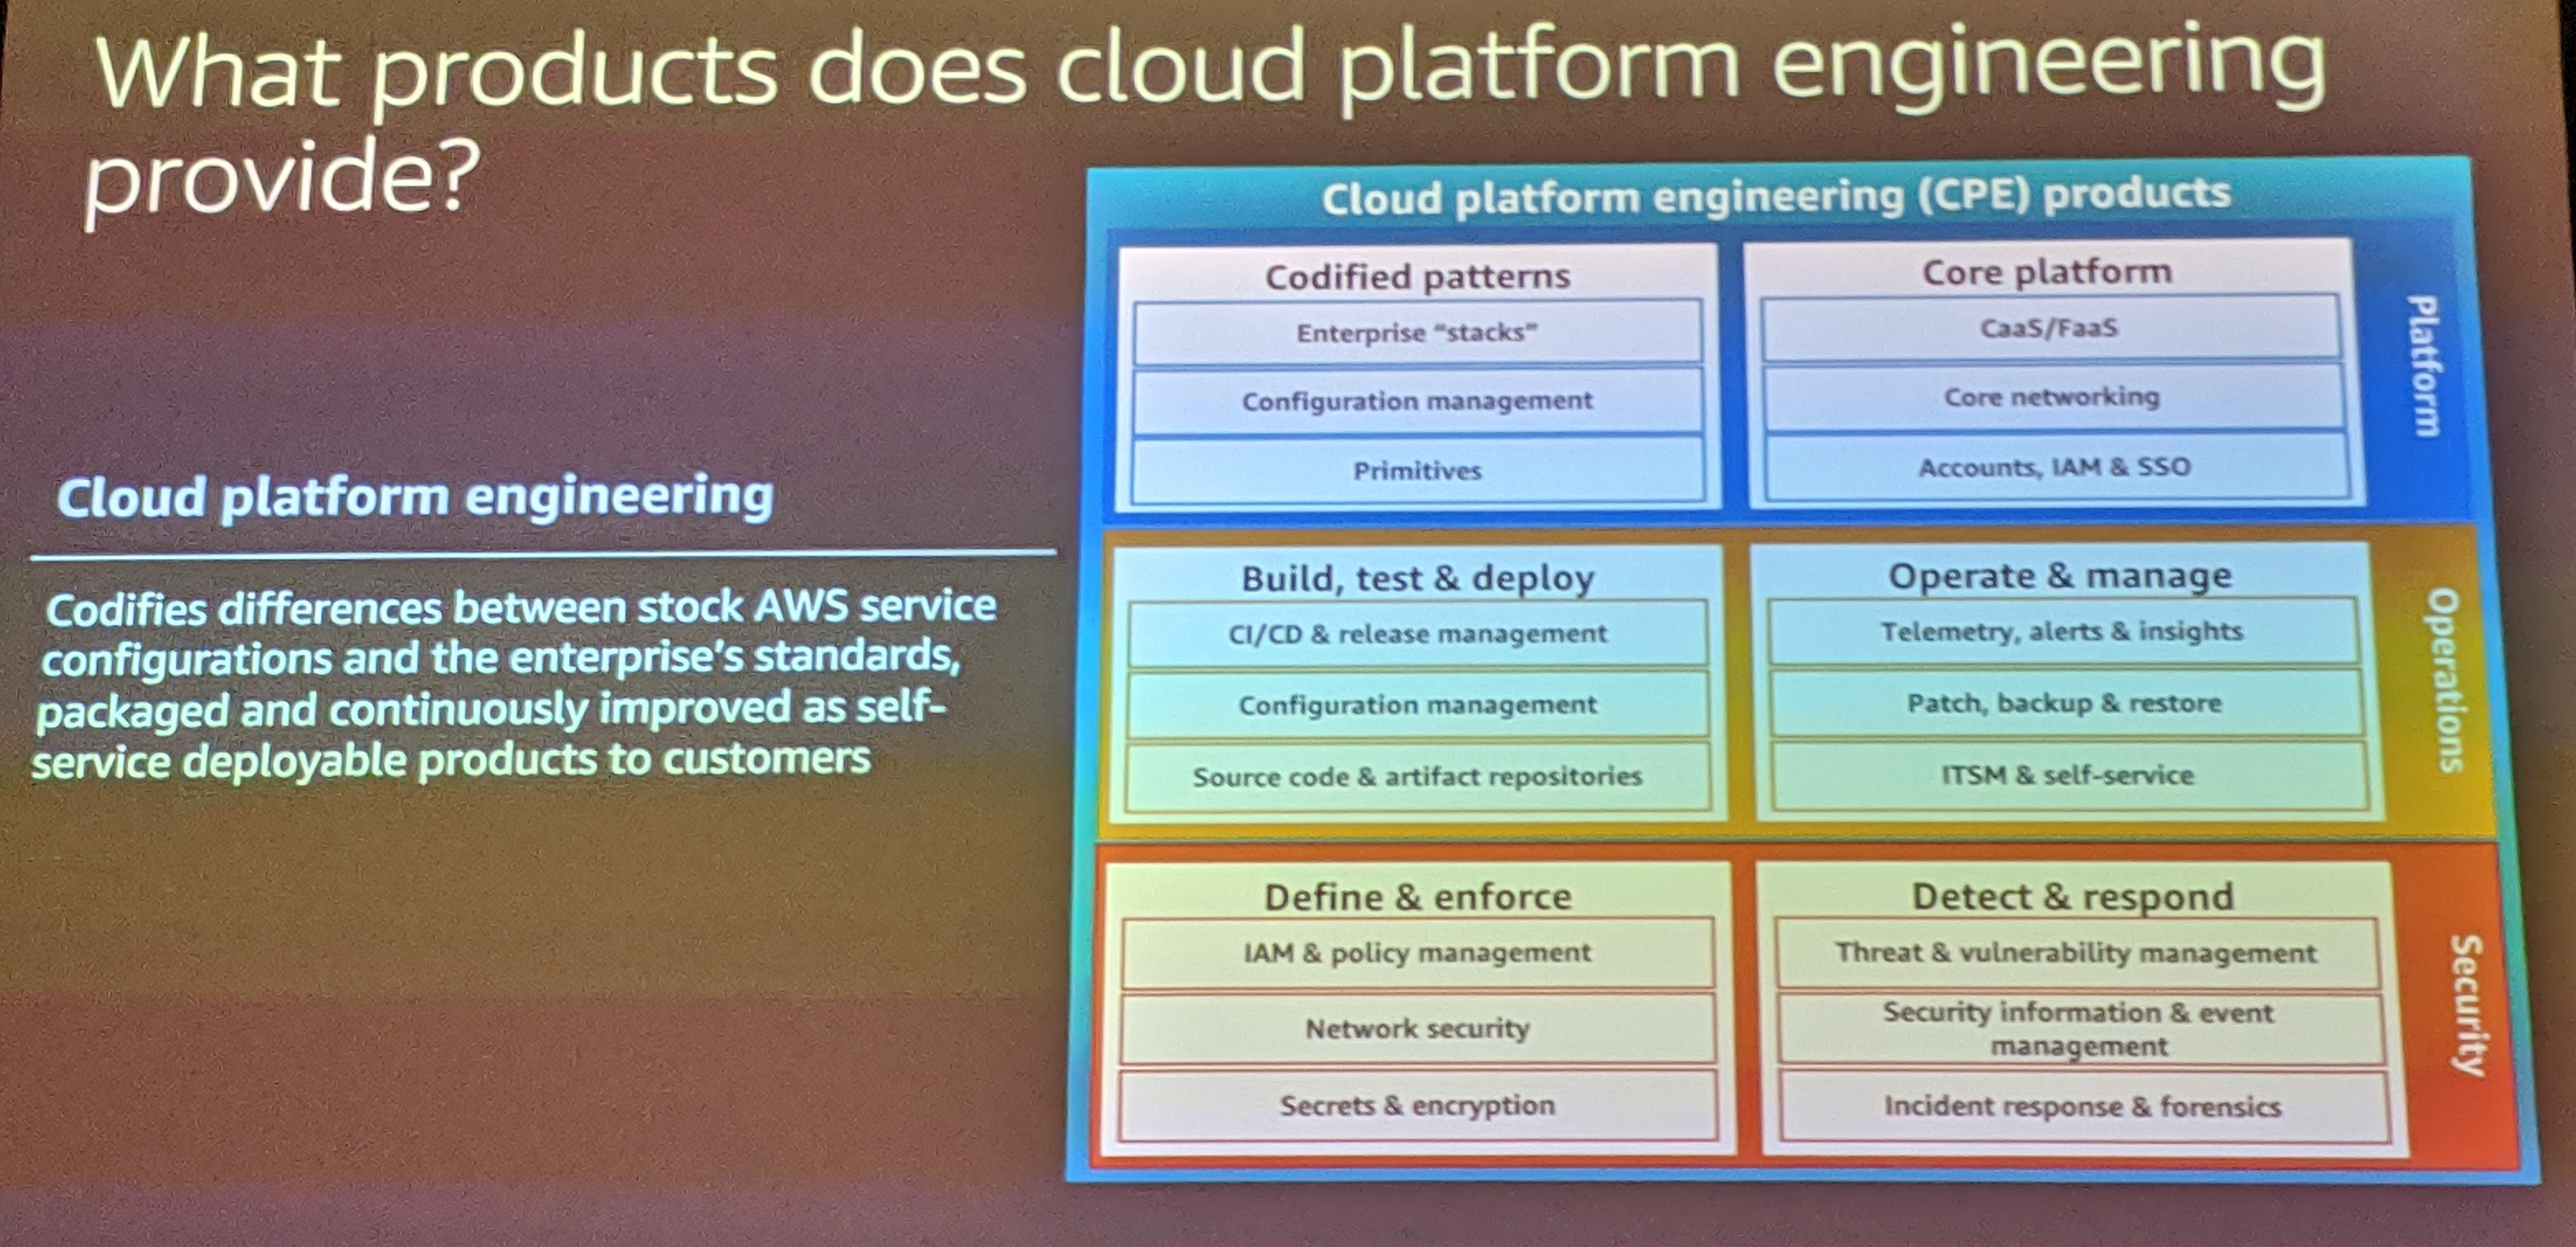 What products does cloud platform engineering
provide?
Cloud platform engineering
Codifies differences between stock AWS service
configurations and the enterprise's standards,
packaged and continuously improved as self-
service deployable products to customers
Cloud platform engineering (CPE) products
Platform
Codified patterns
Enterprise “stacks”
Configuration management
Primitives
Core platform
CaaS/FaaS
Core networking
Accounts, IAM & SSO
Operations
Build, test & deploy
CI/CD & release management
Configuration management
Source code & artifact repositories
Operate & manage
Telemetry, alerts & insights
Patch, backup & restore
ITSM & self-service
Security
Define & enforce
IAM & policy management
Network security
Secrets & encryption
Detect & respond
Threat & vulnerability management
Security information & event
management
Incident response & forensics